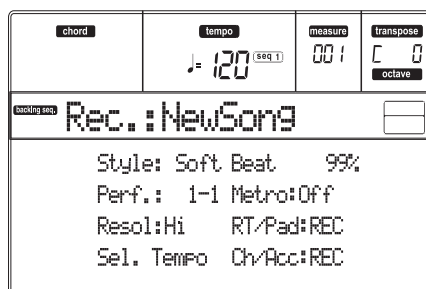 chord tempo measure transpose
♩= 120 seq 1 001 C 0
octave
backing seq. Rec.:NewSong
Style: Soft Beat 99%
Perf.: 1-1 Metro:Off
Resol:Hi RT/Pad:REC
Sel. Tempo Ch/Acc:REC